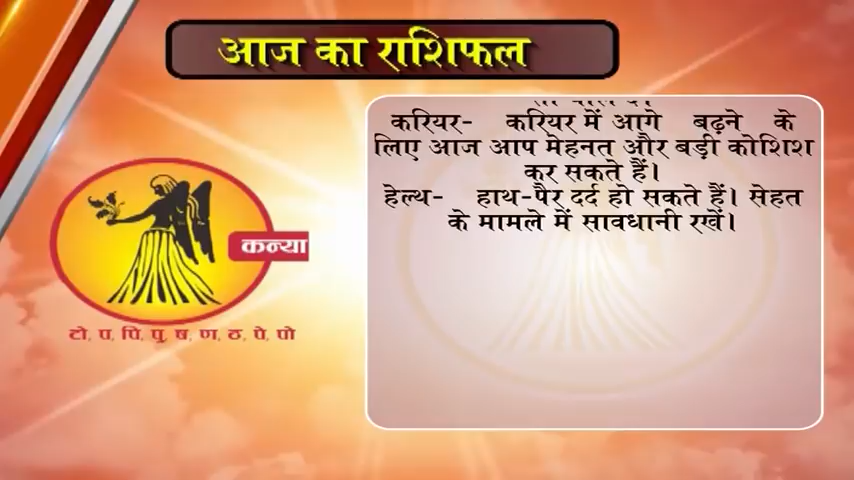 आज का राशिफल
करियर- करियर में आगे बढ़ने के
लिए आज आप मेहनत और बड़ी कोशिश
कर सकते हैं।
हेल्थ- हाथ-पैर दर्द हो सकते हैं। सेहत
के मामले में सावधानी रखें।
कन्या
टो, प, पि, पू, ष, ण, ठ, पे, पो